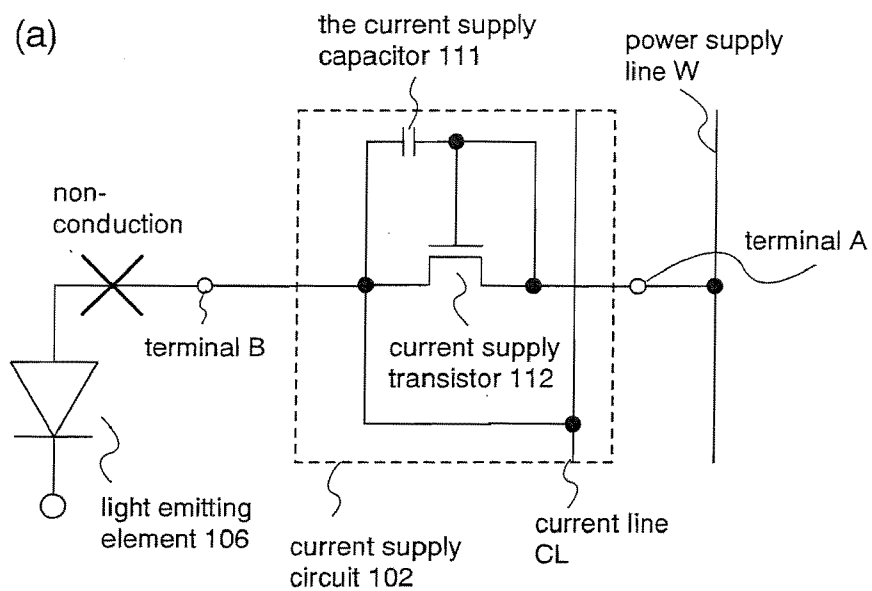 (a)
the current supply
capacitor 111
power supply
line W
non-
conduction
terminal A
terminal B
current supply
transistor 112
light emitting
element 106
current supply
circuit 102
current line
CL